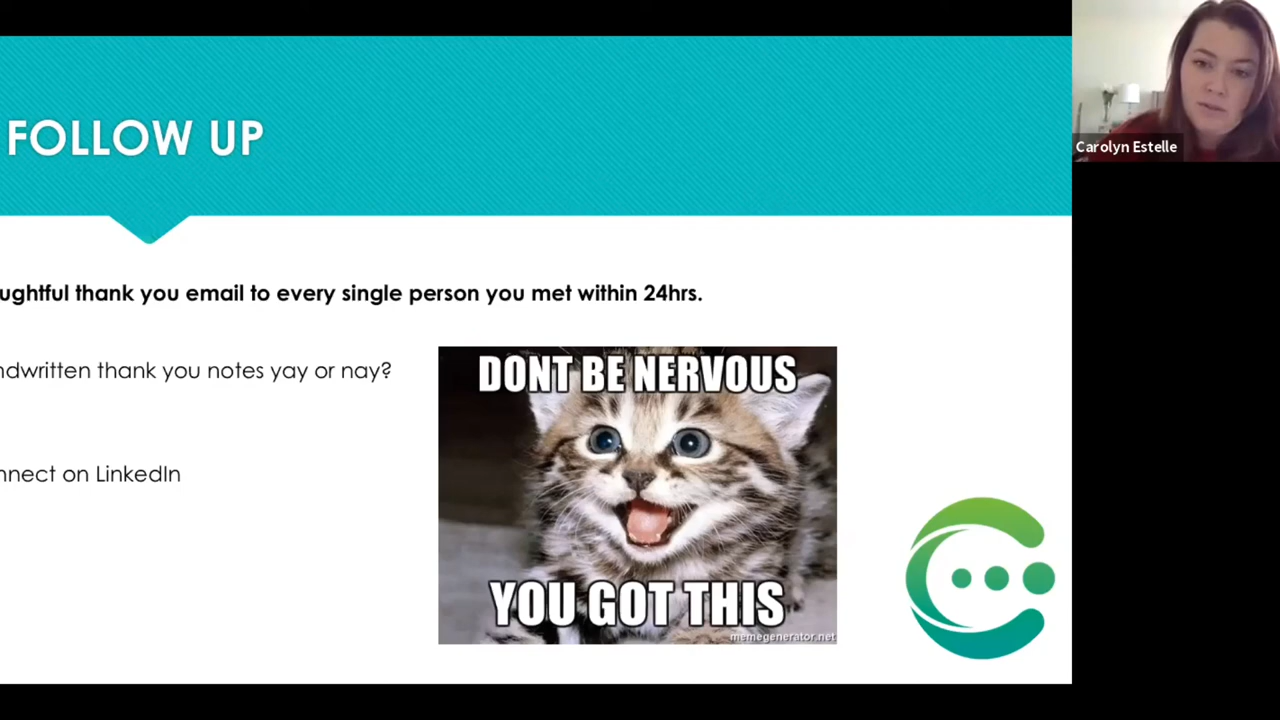 FOLLOW UP
Carolyn Estelle
ughtful thank you email to every single person you met within 24hrs.
ndwritten thank you notes yay or nay?
nnect on LinkedIn
DONT BE NERVOUS
YOU GOT THIS
memegenerator.net